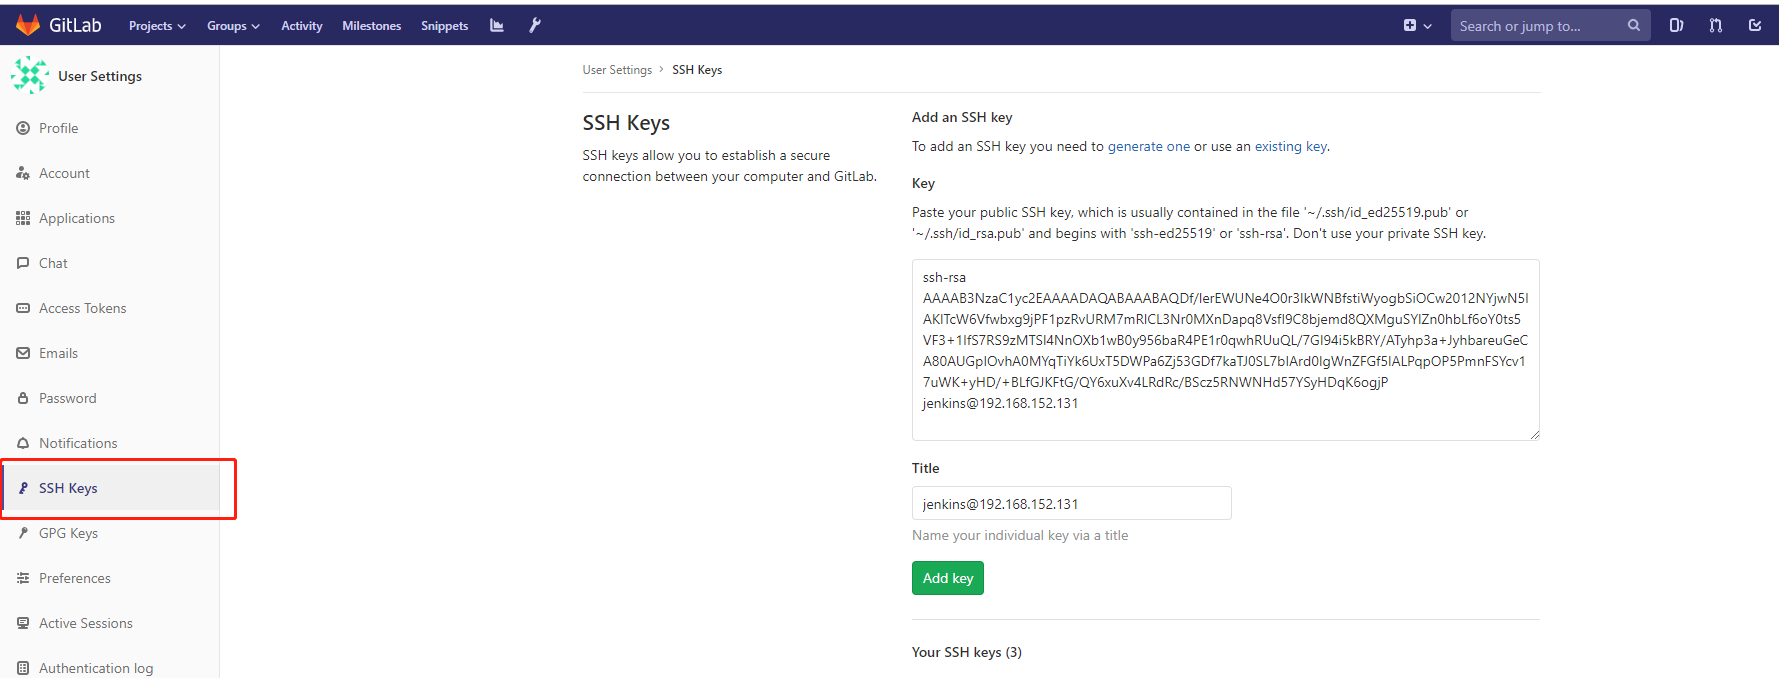 GitLab Projects Groups Activity Milestones Snippets Search or jump to...
User Settings
Profile
Account
Applications
Chat
Access Tokens
Emails
Password
Notifications
SSH Keys
GPG Keys
Preferences
Active Sessions
Authentication log
User Settings > SSH Keys
SSH Keys
SSH keys allow you to establish a secure
connection between your computer and GitLab.
Add an SSH key
To add an SSH key you need to generate one or use an existing key.
Key
Paste your public SSH key, which is usually contained in the file '~/.ssh/id_ed25519.pub' or
'~/.ssh/id_rsa.pub' and begins with 'ssh-ed25519' or 'ssh-rsa'. Don't use your private SSH key.
ssh-rsa
AAAAB3NzaC1yc2EAAAADAQABAAABAQDf/IerEWUNe4O0r3IkWNBfstiWyogbSiOCw2012NYjwN5I
AKITcW6Vfwbxg9jPF1pzRvURM7mRICL3Nr0MXnDapq8VsfI9C8bjemd8QXMguSYIZn0hbLf6oY0ts5
VF3+1IfS7RS9zMTSI4NnOXb1wB0y956baR4PE1r0qwhRUuQL/7GI94i5kBRY/ATyhp3a+JyhbareuGeC
A80AUGpIOvhA0MYqTiYk6UxT5DWPa6Zj53GDf7kaTJ0SL7bIArd0IgWnZFGf5IALPqpOP5PmnFSYcv1
7uWK+yHD/+BLfGJKFtG/QY6xuXv4LRdRc/BScz5RNWNHd57YSyHDqK6ogjP
jenkins@192.168.152.131
Title
jenkins@192.168.152.131
Name your individual key via a title
Add key
Your SSH keys (3)